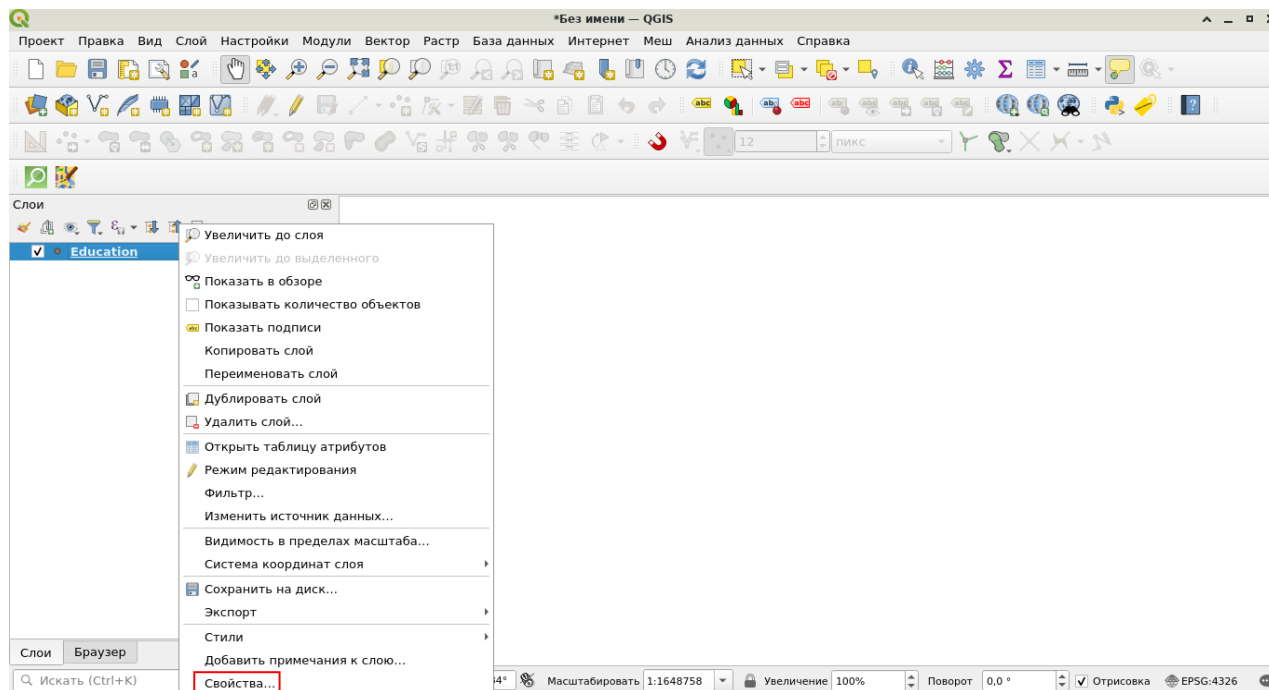 *Без имени — QGIS
Проект Правка Вид Слой Настройки Модули Вектор Растр База данных Интернет Меш Анализ данных Справка
12 пикс
Слои
Education
Увеличить до слоя
Увеличить до выделенного
Показать в обзоре
Показывать количество объектов
Показать подписи
Копировать слой
Переименовать слой
Дублировать слой
Удалить слой…
Открыть таблицу атрибутов
Режим редактирования
Фильтр…
Изменить источник данных…
Видимость в пределах масштаба…
Система координат слоя
Сохранить на диск…
Экспорт
Стили
Добавить примечания к слою…
Свойства…
Слои Браузер
Искать (Ctrl+K) Масштабировать 1:1648758 Увеличение 100% Поворот 0,0 ° Отрисовка EPSG:4326